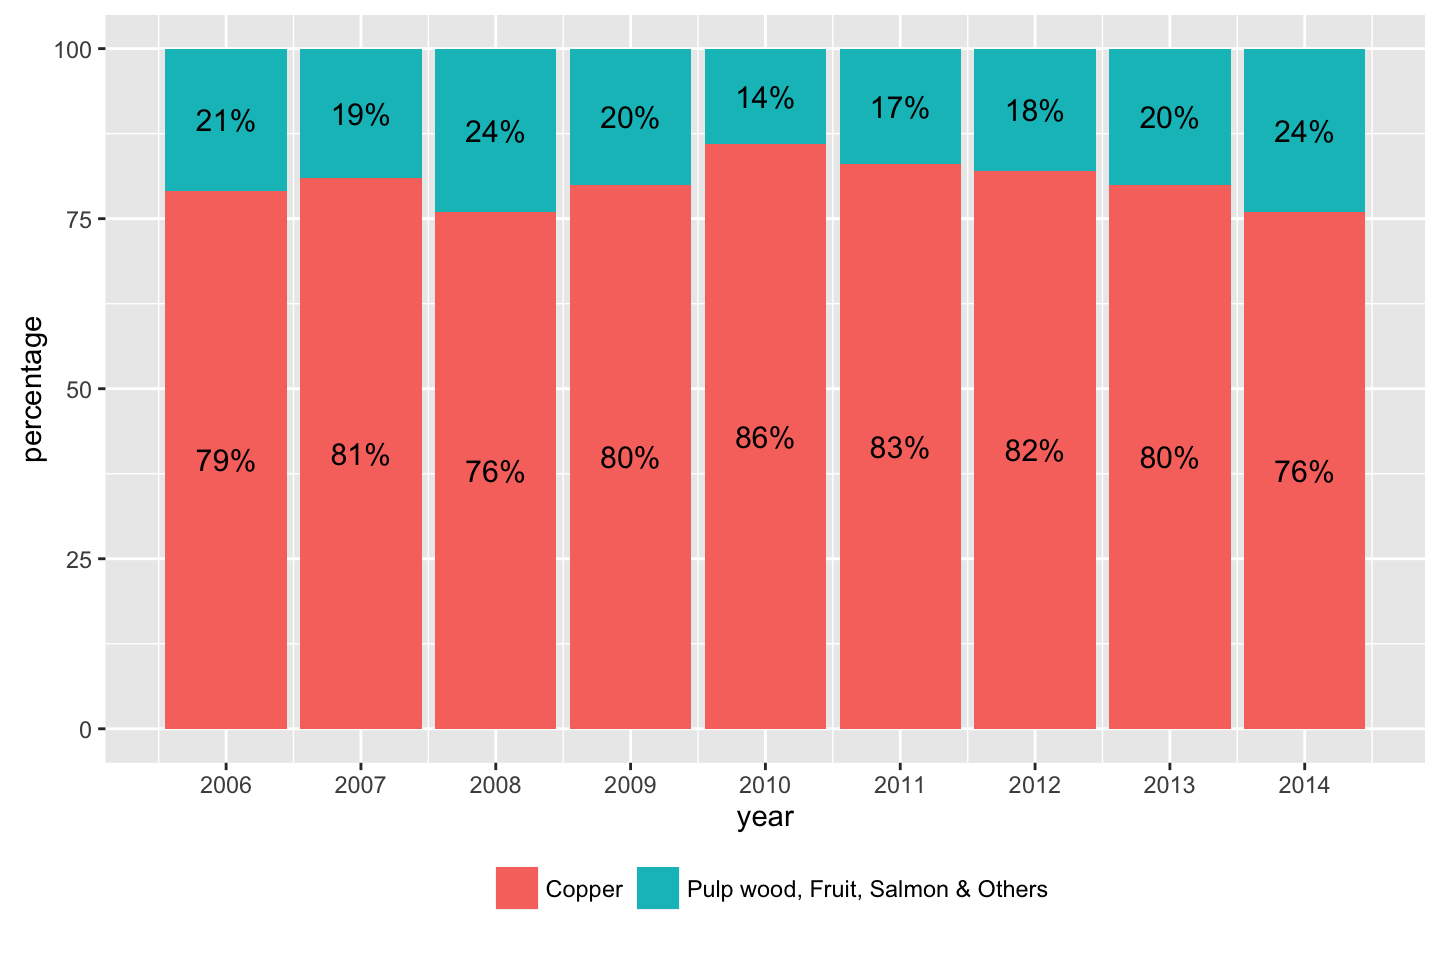 100
75
50
25
0
percentage
21% 19% 24% 20% 14% 17% 18% 20% 24%
79% 81% 76% 80% 86% 83% 82% 80% 76%
2006 2007 2008 2009 2010 2011 2012 2013 2014
year
Copper Pulp wood, Fruit, Salmon & Others